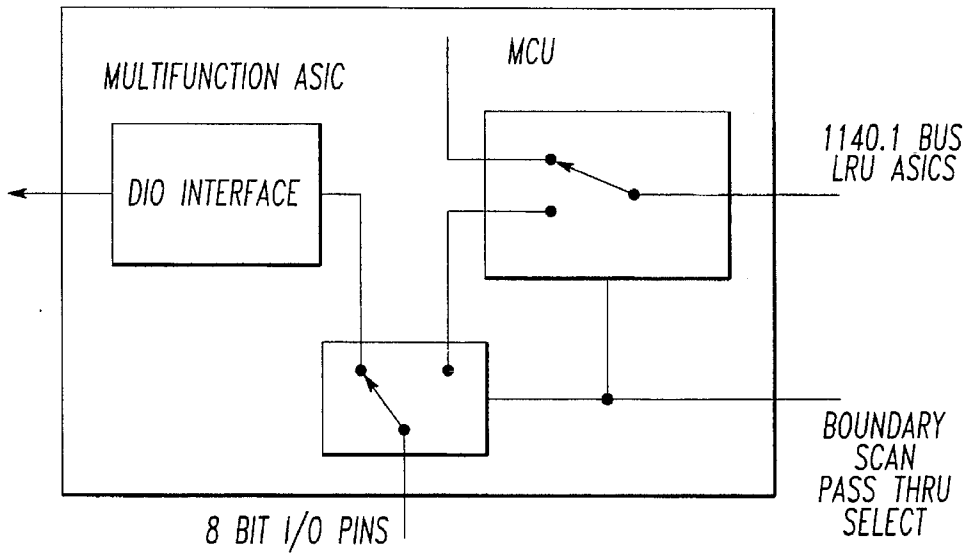 MCU
MULTIFUNCTION ASIC
DIO INTERFACE
1140.1 BUS
LRU ASICS
BOUNDARY
SCAN
PASS THRU
SELECT
8 BIT I/O PINS